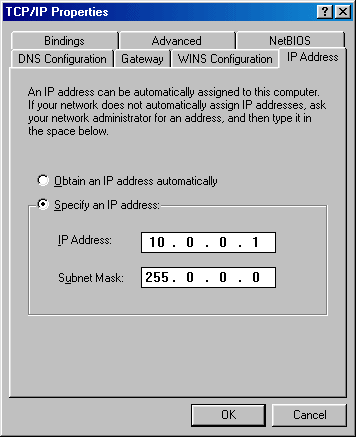 TCP/IP Properties
Bindings Advanced NetBIOS
DNS Configuration Gateway WINS Configuration IP Address
An IP address can be automatically assigned to this computer.
If your network does not automatically assign IP addresses, ask
your network administrator for an address, and then type it in
the space below.
Obtain an IP address automatically
Specify an IP address:
IP Address: 10 . 0 . 0 . 1
Subnet Mask: 255 . 0 . 0 . 0
OK Cancel